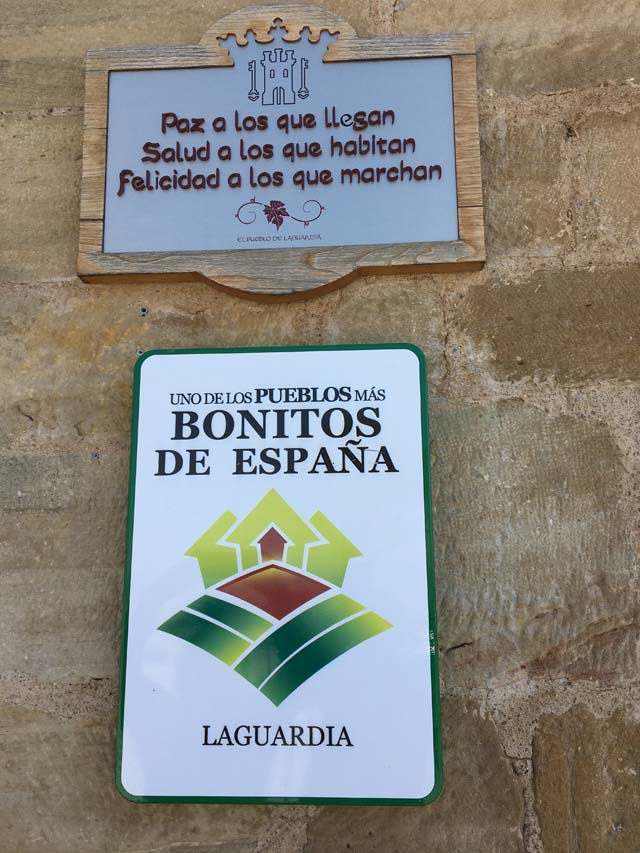 Paz a los que llegan
Salud a los que habitan
Felicidad a los que marchan
EL PUEBLO DE LAGUARDIA
UNO DE LOS PUEBLOS MÁS
BONITOS
DE ESPAÑA
LAGUARDIA